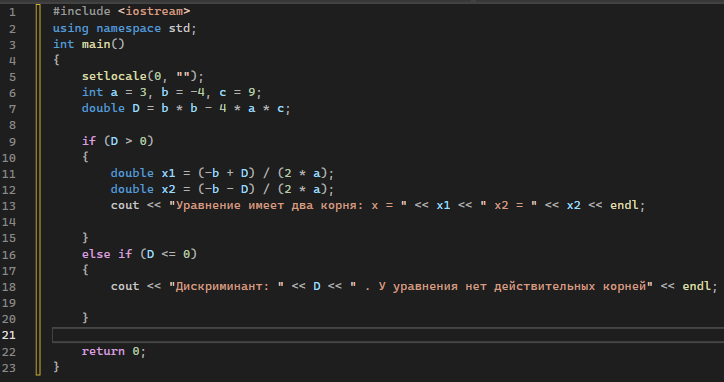 1 #include <iostream>
2 using namespace std;
3 int main()
4 {
5 setlocale(0, "");
6 int a = 3, b = -4, c = 9;
7 double D = b * b - 4 * a * c;
8
9 if (D > 0)
10 {
11 double x1 = (-b + D) / (2 * a);
12 double x2 = (-b - D) / (2 * a);
13 cout << "Уравнение имеет два корня: x = " << x1 << " x2 = " << x2 << endl;
14
15 }
16 else if (D <= 0)
17 {
18 cout << "Дискриминант: " << D << " . У уравнения нет действительных корней" << endl;
19
20 }
21
22 return 0;
23 }